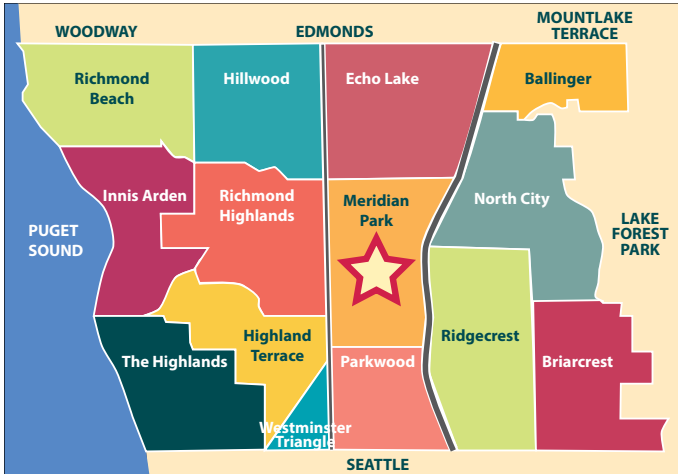 WOODWAY
EDMONDS
MOUNTLAKE
TERRACE
Richmond
Beach
Hillwood
Echo Lake
Ballinger
Innis Arden
Richmond
Highlands
Meridian
Park
North City
PUGET
SOUND
LAKE
FOREST
PARK
The Highlands
Highland
Terrace
Parkwood
Ridgecrest
Briarcrest
Westminster
Triangle
SEATTLE